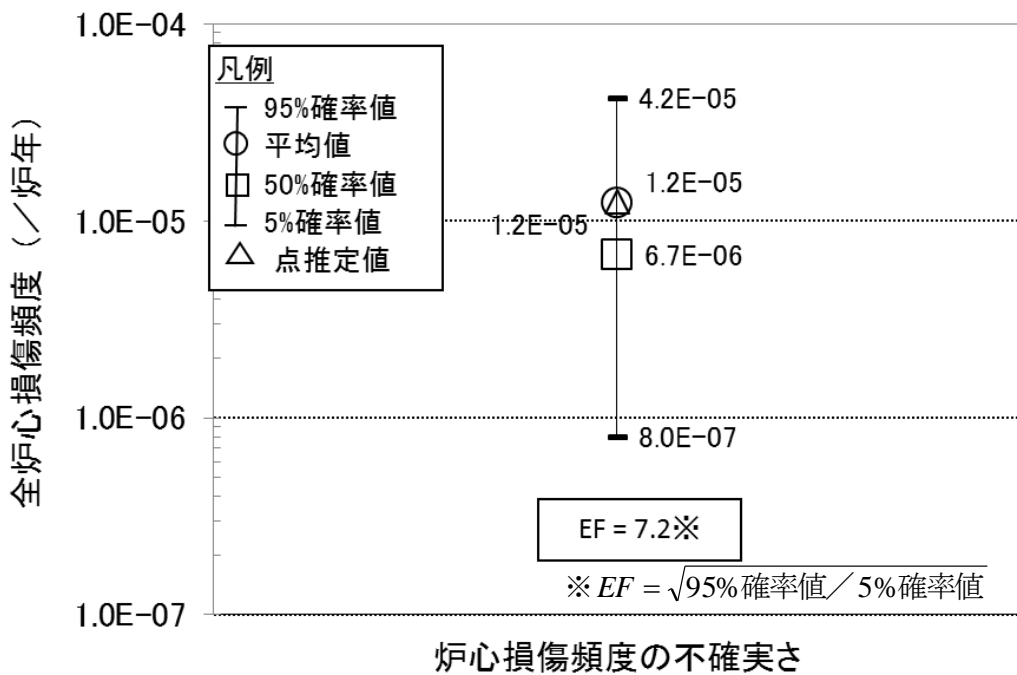 全炉心損傷頻度(／炉年)
1.0E-04
1.0E-05
1.0E-06
1.0E-07
凡例
95%確率値
平均値
50%確率値
5%確率値
点推定値
4.2E-05
1.2E-05
1.2E-05
6.7E-06
8.0E-07
EF = 7.2※
※ EF = √95% 確率値／5% 確率値
炉心損傷頻度の不確実さ